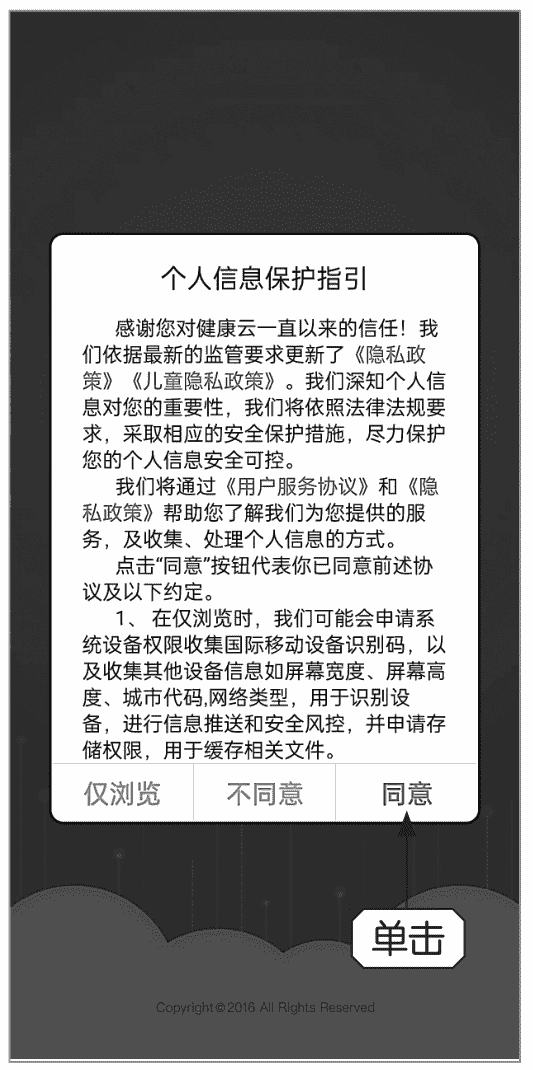 个人信息保护指引
感谢您对健康云一直以来的信任！我
们依据最新的监管要求更新了《隐私政
策》《儿童隐私政策》。我们深知个人信
息对您的重要性，我们将依照法律法规要
求，采取相应的安全保护措施，尽力保护
您的个人信息安全可控。
我们将通过《用户服务协议》和《隐
私政策》帮助您了解我们为您提供的服
务，及收集、处理个人信息的方式。
点击“同意”按钮代表你已同意前述协
议及以下约定。
1、 在仅浏览时，我们可能会申请系
统设备权限收集国际移动设备识别码，以
及收集其他设备信息如屏幕宽度、屏幕高
度、城市代码,网络类型，用于识别设
备，进行信息推送和安全风控，并申请存
储权限，用于缓存相关文件。
仅浏览 不同意 同意
单击
Copyright©2016 All Rights Reserved